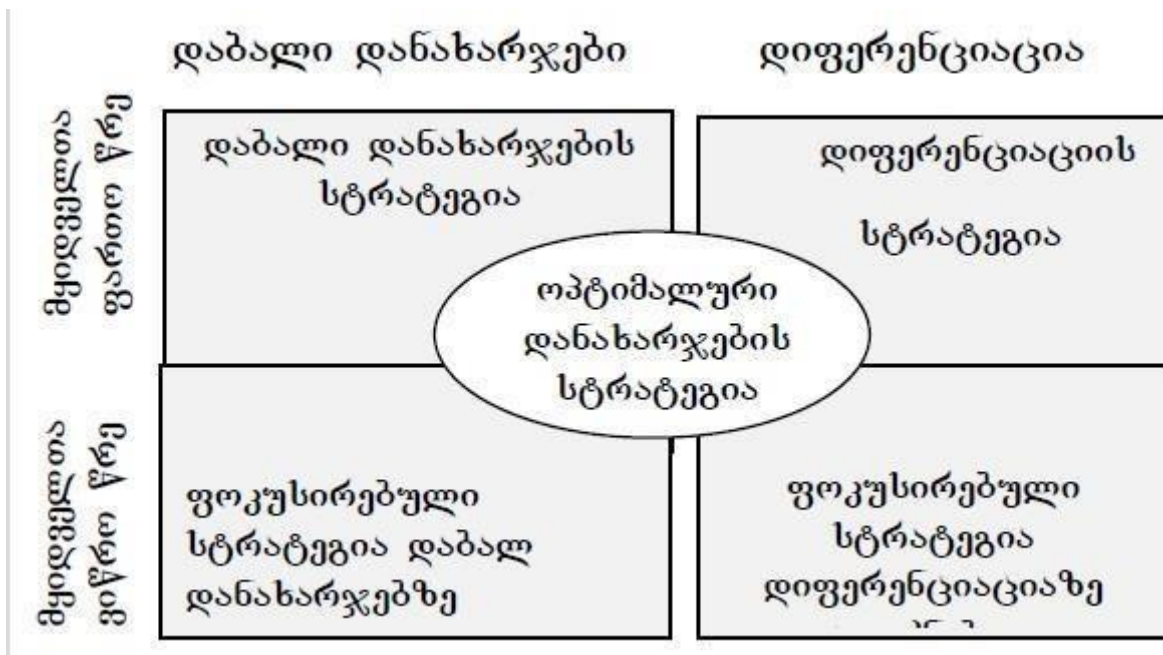 დაბალი დანახარჯები
დიფერენციაცია
მყიდველთა
ფართო წრე
დაბალი დანახარჯების
სტრატეგია
დიფერენციაციის
სტრატეგია
ოპტიმალური
დანახარჯების
სტრატეგია
მყიდველთა
ვიწრო წრე
ფოკუსირებული
სტრატეგია დაბალ
დანახარჯებზე
ფოკუსირებული
სტრატეგია
დიფერენციაციაზე